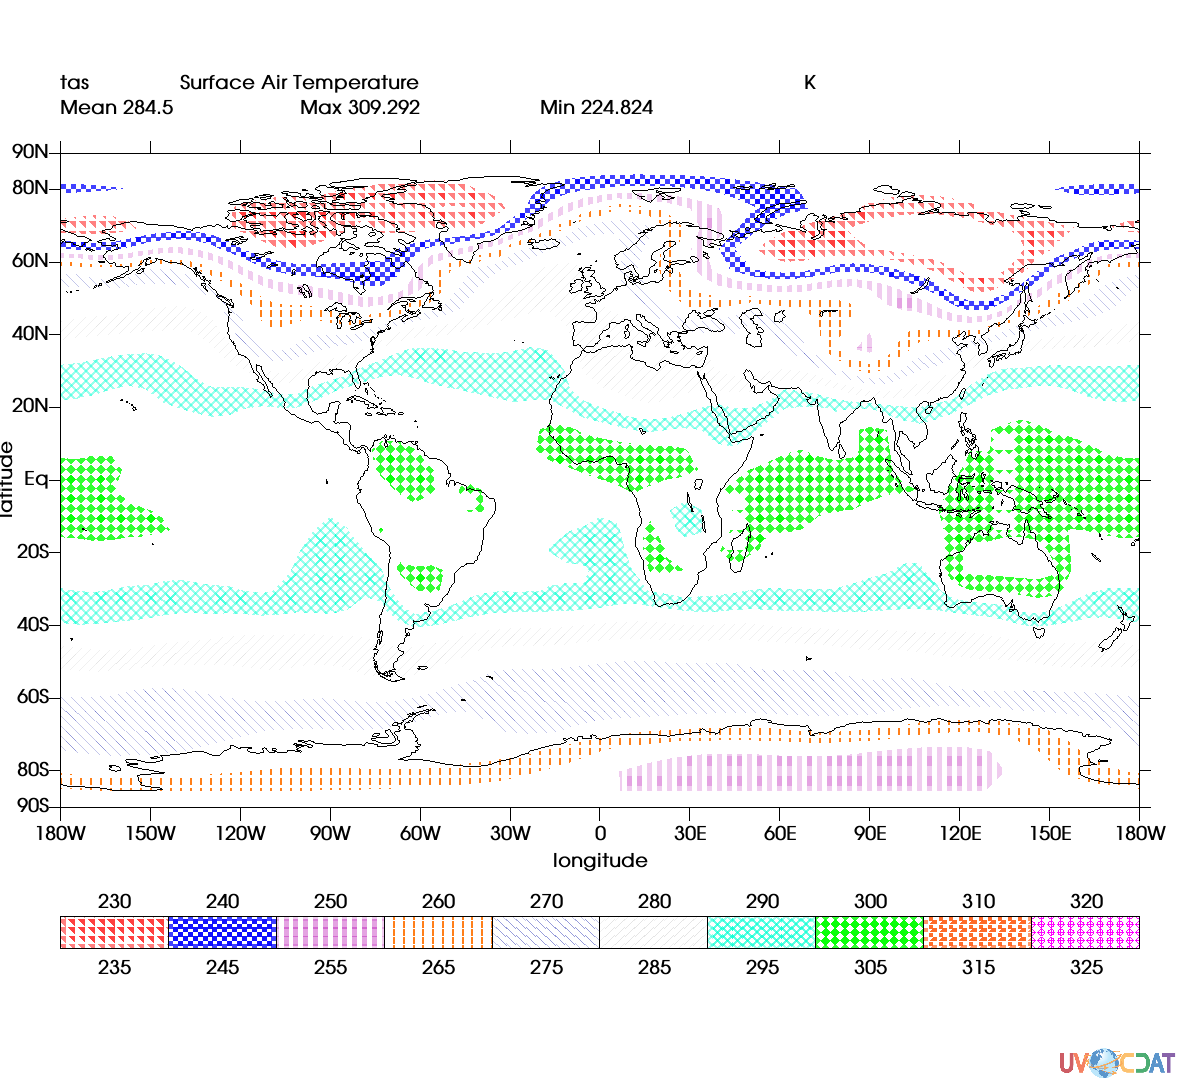 tas Surface Air Temperature K
Mean 284.5 Max 309.292 Min 224.824
90N
80N
60N
40N
20N
Eq
20S
40S
60S
80S
90S
latitude
180W 150W 120W 90W 60W 30W 0 30E 60E 90E 120E 150E 180W
longitude
230 240 250 260 270 280 290 300 310 320
235 245 255 265 275 285 295 305 315 325
UV CDAT